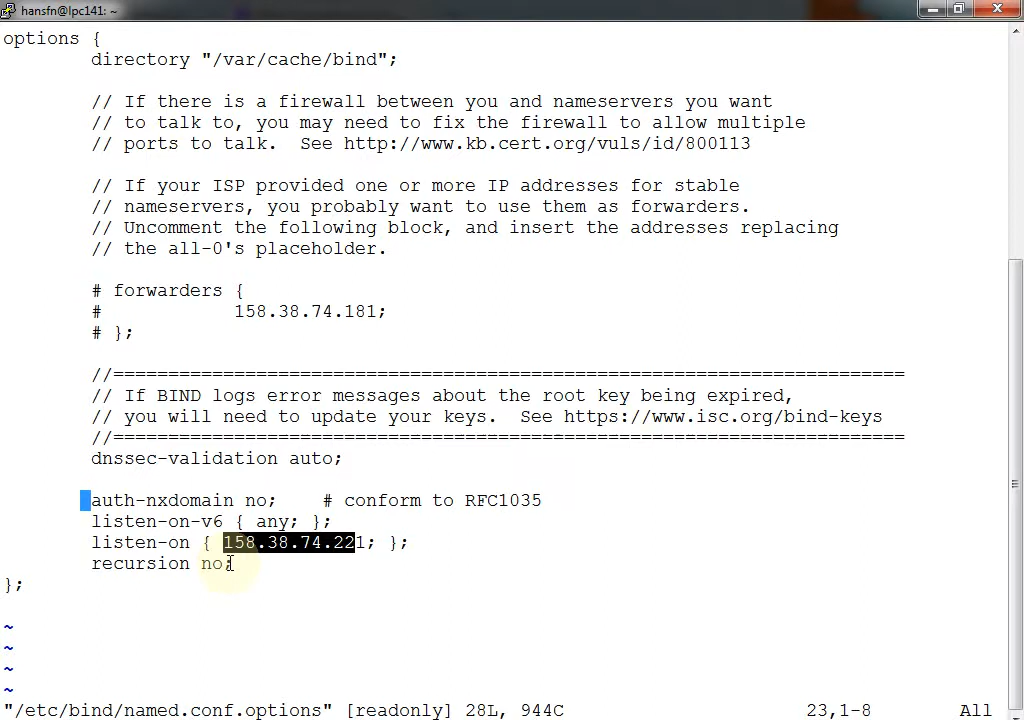 hansfn@lpc141: ~
options {
directory "/var/cache/bind";
// If there is a firewall between you and nameservers you want
// to talk to, you may need to fix the firewall to allow multiple
// ports to talk.  See http://www.kb.cert.org/vuls/id/800113
// If your ISP provided one or more IP addresses for stable
// nameservers, you probably want to use them as forwarders.
// Uncomment the following block, and insert the addresses replacing
// the all-0's placeholder.
# forwarders {
#            158.38.74.181;
# };
//========================================================================
// If BIND logs error messages about the root key being expired,
// you will need to update your keys.  See https://www.isc.org/bind-keys
//========================================================================
dnssec-validation auto;
auth-nxdomain no;    # conform to RFC1035
listen-on-v6 { any; };
listen-on { 158.38.74.221; };
recursion no;
};
~
~
~
~
"/etc/bind/named.conf.options" [readonly] 28L, 944C 23,1-8 All